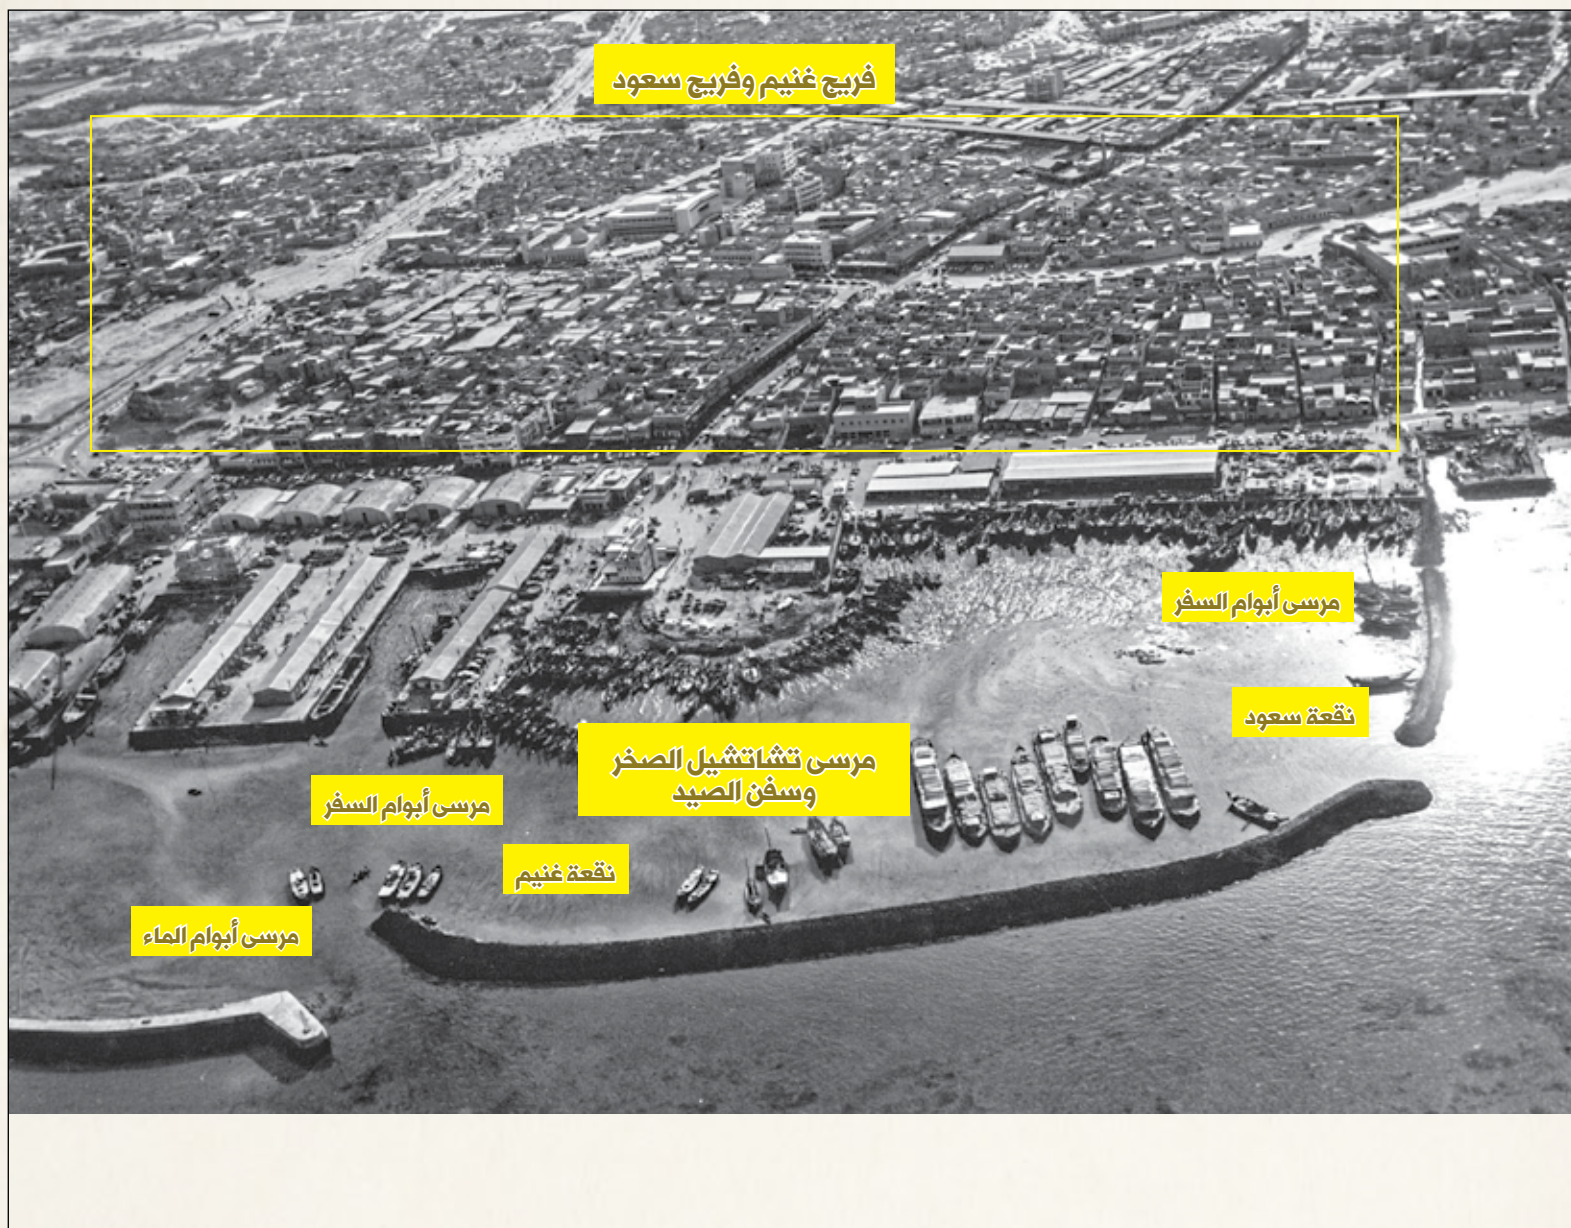 فريج غنيم وفريج سعود
مرسى أبوام السفر
نقعة سعود
مرسى تشاتشيل الصخر
وسفن الصيد
مرسى أبوام السفر
نقعة غنيم
مرسى أبوام الماء